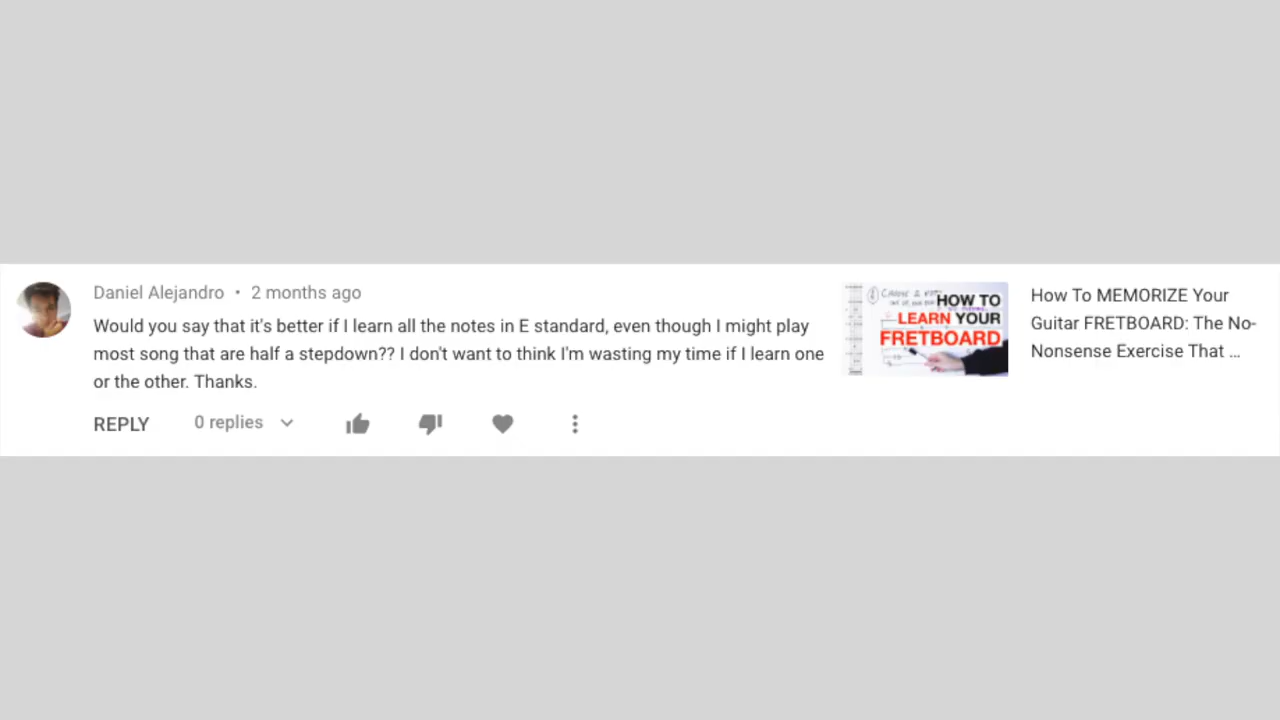 Daniel Alejandro • 2 months ago
Would you say that it's better if I learn all the notes in E standard, even though I might play
most song that are half a stepdown?? I don't want to think I'm wasting my time if I learn one
or the other. Thanks.
REPLY 0 replies
HOW TO
LEARN YOUR
FRETBOARD
How To MEMORIZE Your
Guitar FRETBOARD: The No-
Nonsense Exercise That ...